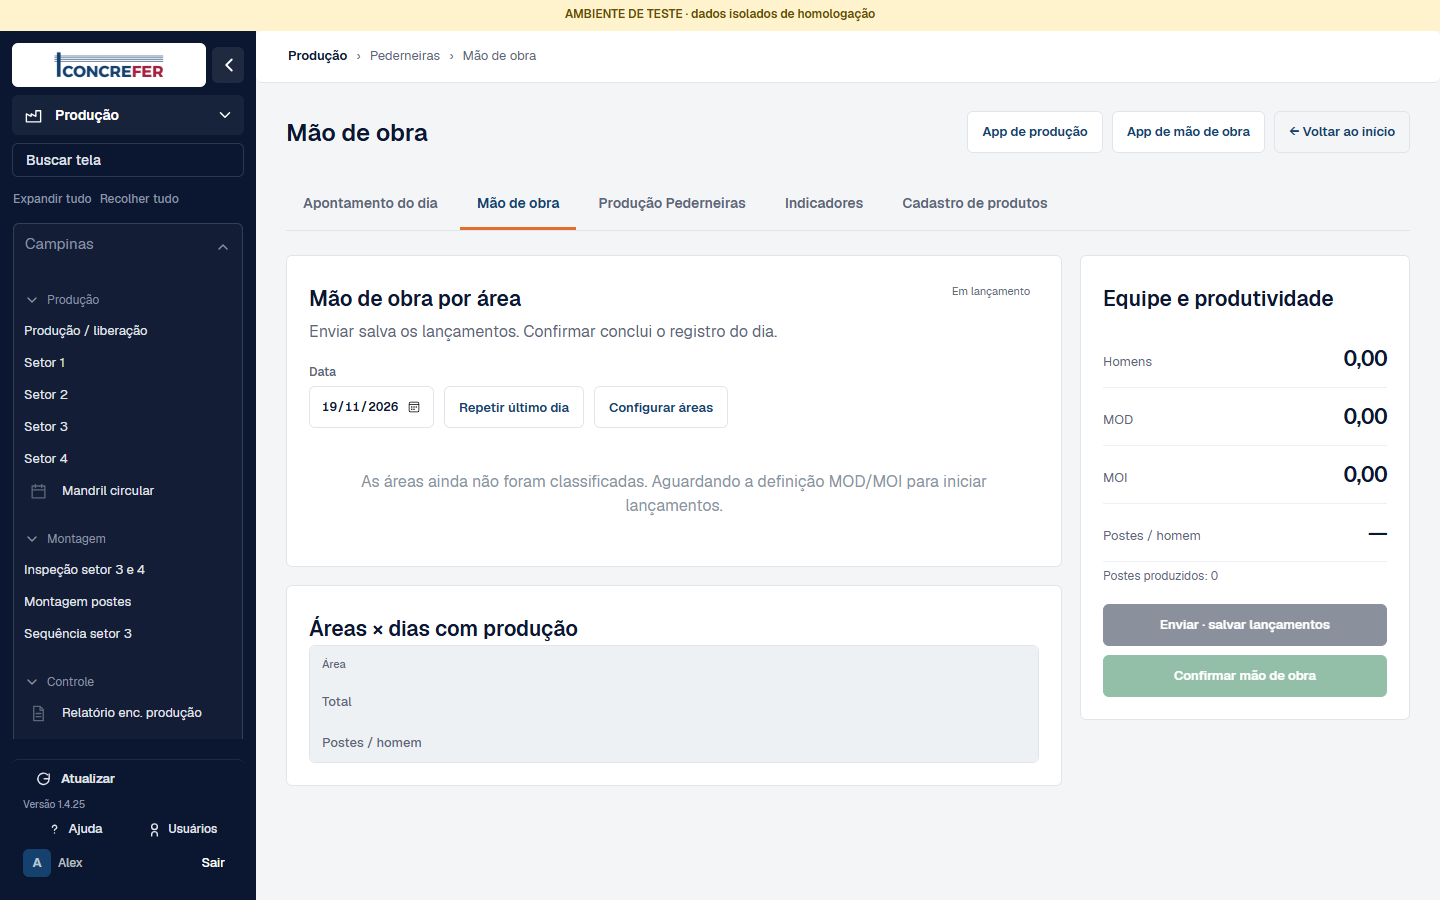 AMBIENTE DE TESTE · dados isolados de homologação
CONCREFER
Produção
Buscar tela
Expandir tudo Recolher tudo
Campinas
Produção
Produção / liberação
Setor 1
Setor 2
Setor 3
Setor 4
Mandril circular
Montagem
Inspeção setor 3 e 4
Montagem postes
Sequência setor 3
Controle
Relatório enc. produção
Atualizar
Versão 1.4.25
? Ajuda Usuários
A Alex Sair
Produção › Pederneiras › Mão de obra
Mão de obra
App de produção App de mão de obra ← Voltar ao início
Apontamento do dia Mão de obra Produção Pederneiras Indicadores Cadastro de produtos
Mão de obra por área Em lançamento
Enviar salva os lançamentos. Confirmar conclui o registro do dia.
Data
19/11/2026 Repetir último dia Configurar áreas
As áreas ainda não foram classificadas. Aguardando a definição MOD/MOI para iniciar
lançamentos.
Áreas × dias com produção
Área
Total
Postes / homem
Equipe e produtividade
Homens 0,00
MOD 0,00
MOI 0,00
Postes / homem —
Postes produzidos: 0
Enviar · salvar lançamentos
Confirmar mão de obra